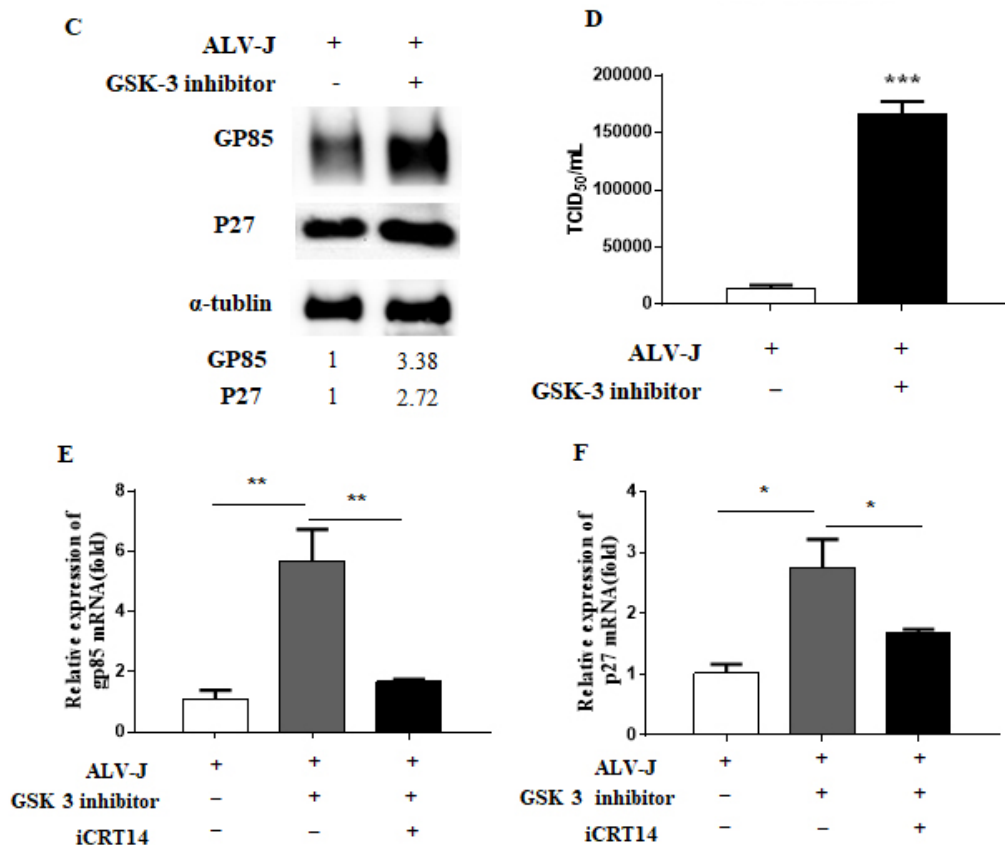 C
ALV-J + +
GSK-3 inhibitor - +
GP85
P27
α-tublin
GP85 1 3.38
P27 1 2.72
D
***
200000
150000
100000
50000
0
TCID50/mL
ALV-J + +
GSK-3 inhibitor − +
E
** **
8
6
4
2
0
Relative expression of
gp85 mRNA(fold)
ALV-J + + +
GSK 3 inhibitor − + +
iCRT14 − − +
F
* *
4
3
2
1
0
Relative expression of
p27 mRNA(fold)
ALV-J + + +
GSK 3 inhibitor − + +
iCRT14 − − +